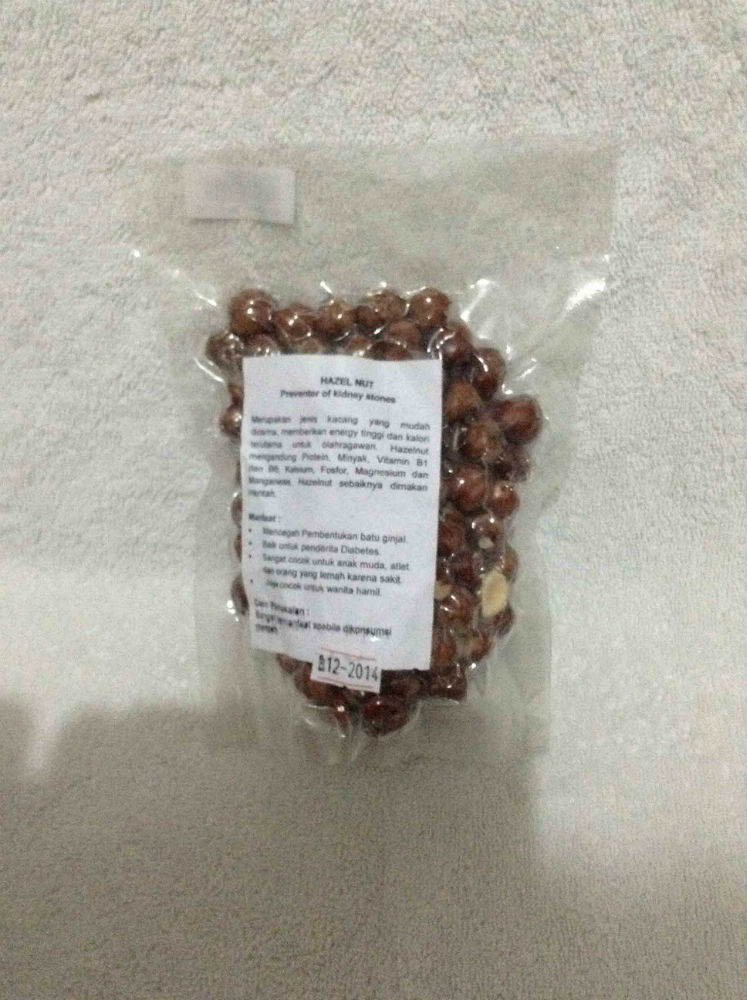 HAZEL NUT
Preventer of kidney stones
Merupakan jenis kacang yang mudah
dicerna, memberikan energy tinggi dan kalori
terutama untuk olahragawan. Hazelnut
mengandung Protein, Minyak, Vitamin B1
dan B6, Kalsium, Fosfor, Magnesium dan
Manganese. Hazelnut sebaiknya dimakan
mentah.
Manfaat :
• Mencegah Pembentukan batu ginjal.
• Baik untuk penderita Diabetes.
• Sangat cocok untuk anak muda, atlet
dan orang yang lemah karena sakit.
• Juga cocok untuk wanita hamil.
Cara Pemakaian :
Sangat bermanfaat apabila dikonsumsi
mentah.
12-2014